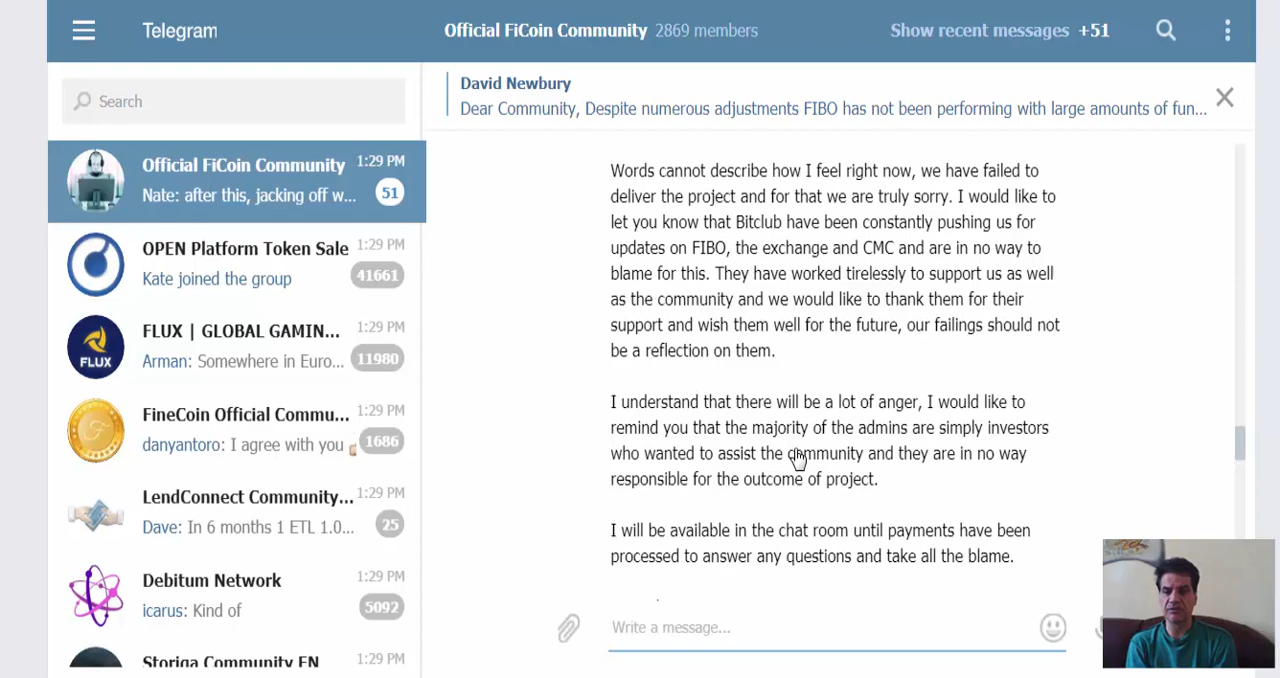 Telegram
Official FiCoin Community 2869 members
Show recent messages +51
Search
David Newbury
Dear Community, Despite numerous adjustments FIBO has not been performing with large amounts of fun...
Official FiCoin Community 1:29 PM
Nate: after this, jacking off w... 51
OPEN Platform Token Sale 1:29 PM
Kate joined the group 41661
FLUX | GLOBAL GAMIN... 1:29 PM
FLUX
Arman: Somewhere in Euro... 11980
FineCoin Official Commu... 1:29 PM
danyantoro: I agree with you 1686
LendConnect Community... 1:29 PM
Dave: In 6 months 1 ETL 1.0... 25
Debitum Network 1:29 PM
icarus: Kind of 5092
Storiqa Community EN 1:29 PM
Words cannot describe how I feel right now, we have failed to
deliver the project and for that we are truly sorry. I would like to
let you know that Bitclub have been constantly pushing us for
updates on FIBO, the exchange and CMC and are in no way to
blame for this. They have worked tirelessly to support us as well
as the community and we would like to thank them for their
support and wish them well for the future, our failings should not
be a reflection on them.
I understand that there will be a lot of anger, I would like to
remind you that the majority of the admins are simply investors
who wanted to assist the community and they are in no way
responsible for the outcome of project.
I will be available in the chat room until payments have been
processed to answer any questions and take all the blame.
Write a message...